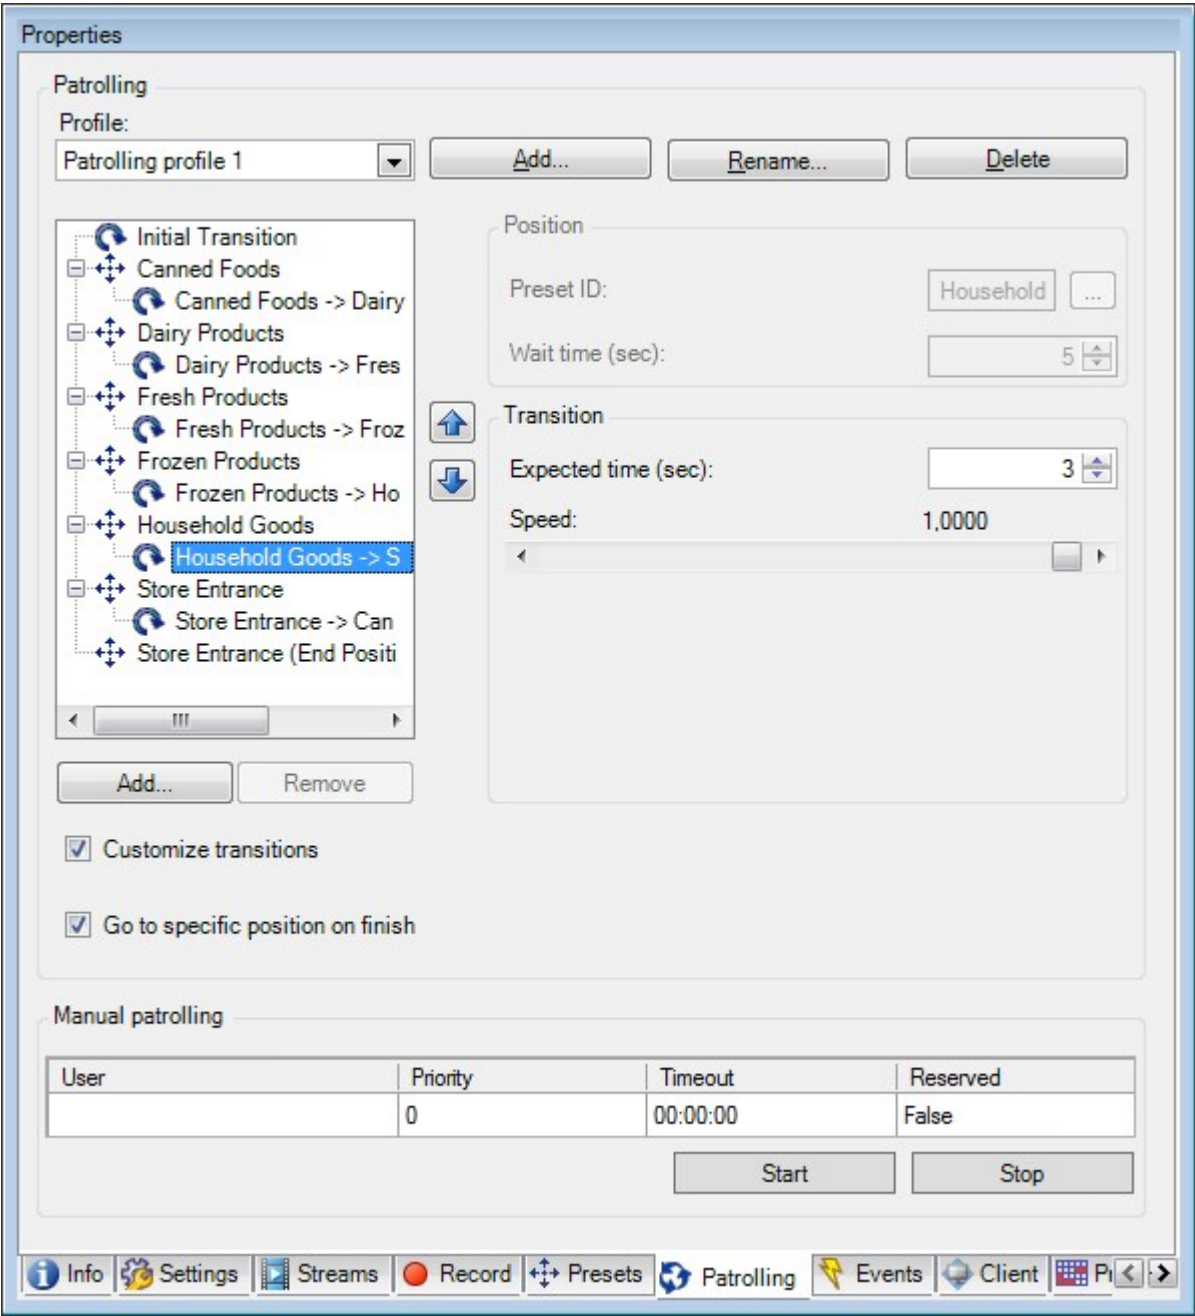 Properties
Patrolling
Profile:
Patrolling profile 1
Add...
Rename...
Delete
Initial Transition
Canned Foods
Canned Foods -> Dairy
Dairy Products
Dairy Products -> Fres
Fresh Products
Fresh Products -> Froz
Frozen Products
Frozen Products -> Ho
Household Goods
Household Goods -> S
Store Entrance
Store Entrance -> Can
Store Entrance (End Positi
Add...
Remove
Position
Preset ID:
Household
...
Wait time (sec):
5
Transition
Expected time (sec):
3
Speed:
1,0000
Customize transitions
Go to specific position on finish
Manual patrolling
User Priority Timeout Reserved
0 00:00:00 False
Start Stop
Info Settings Streams Record Presets Patrolling Events Client